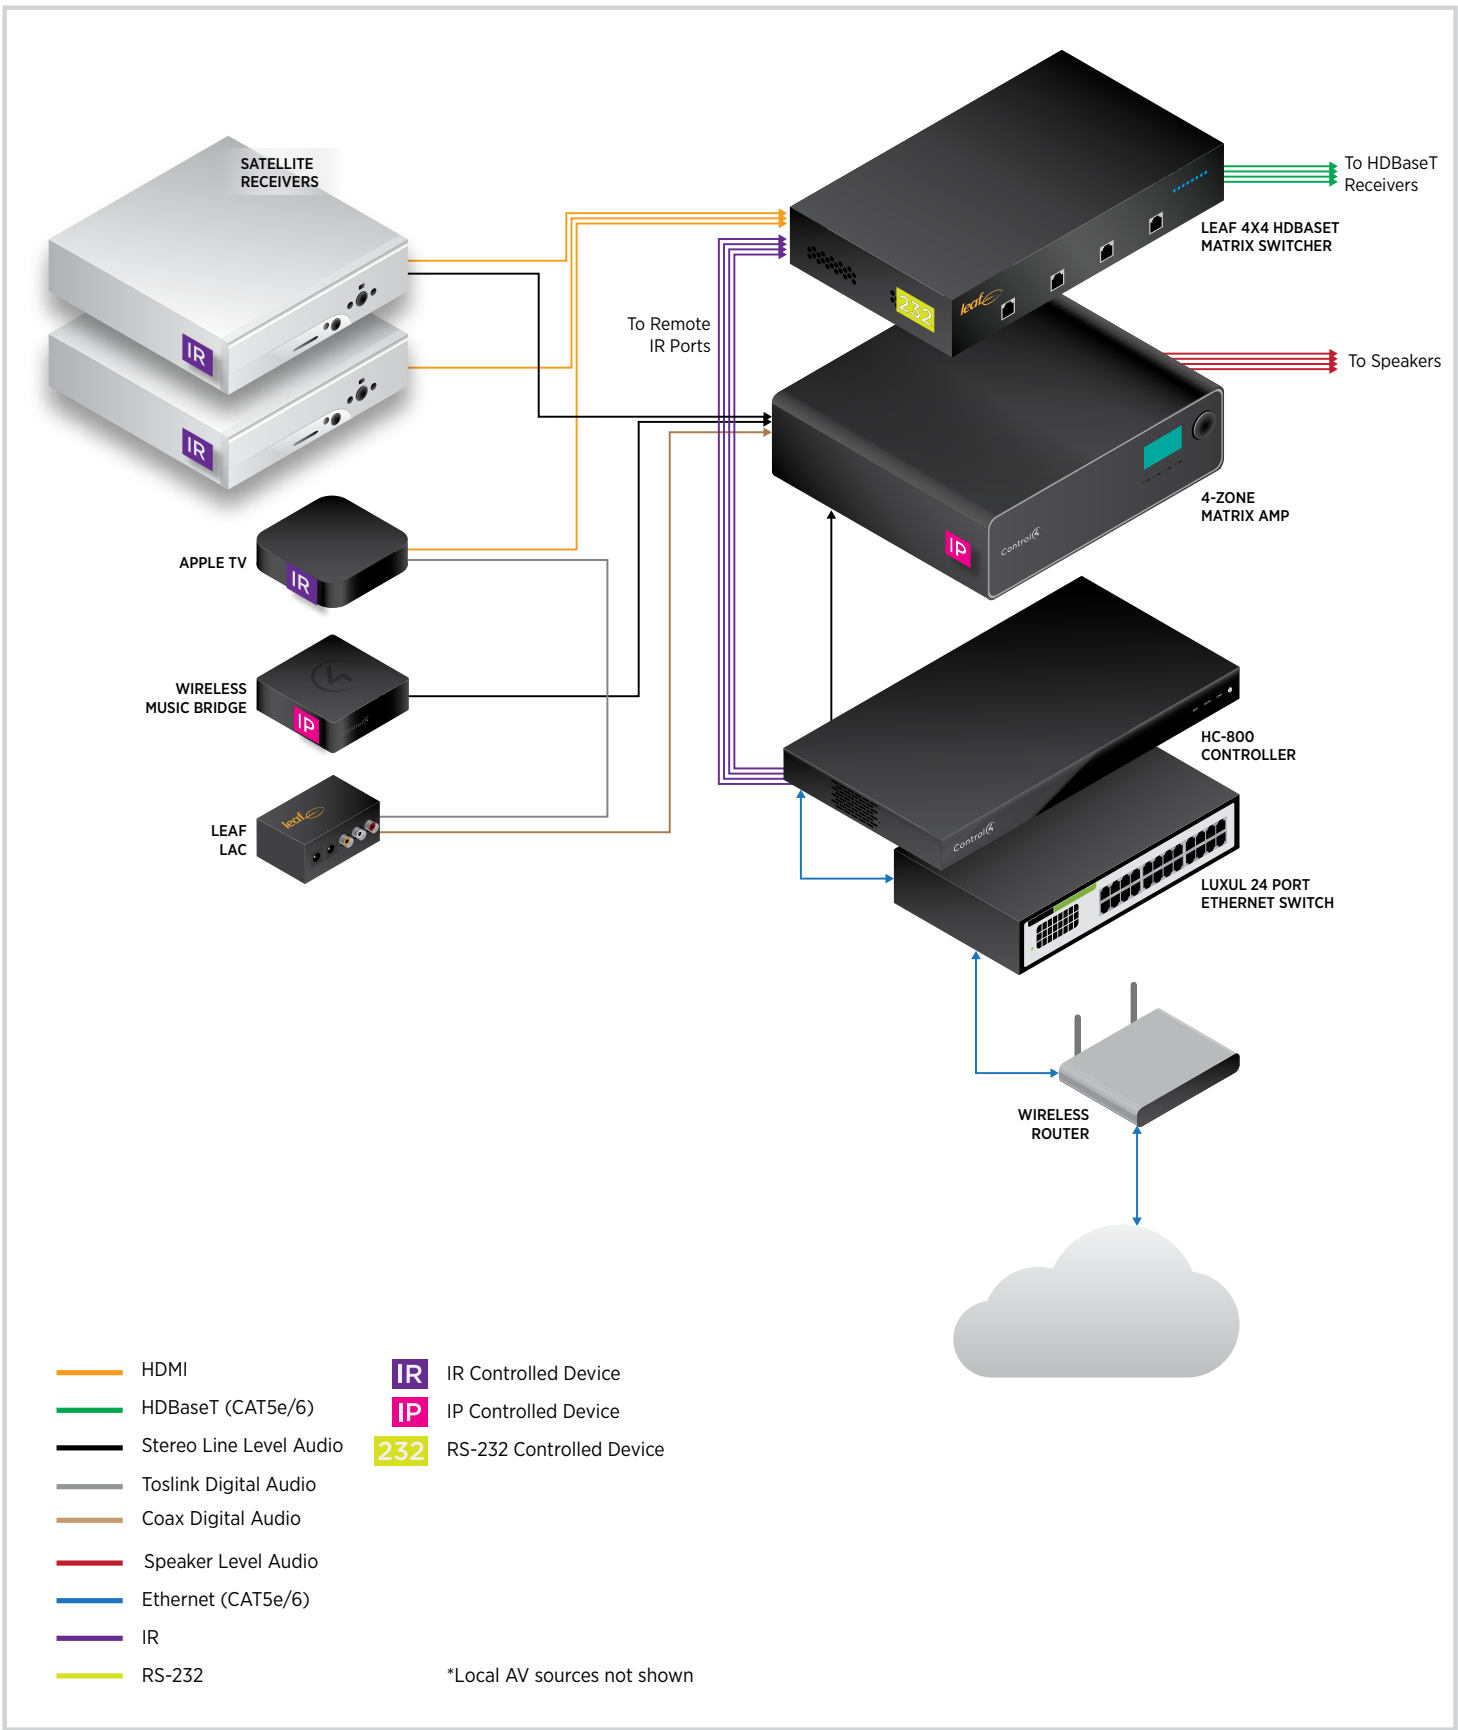 SATELLITE
RECEIVERS
To HDBaseT
Receivers
LEAF 4X4 HDBASET
MATRIX SWITCHER
232
leaf
To Remote
IR Ports
IR
To Speakers
IR
4-ZONE
MATRIX AMP
IP
Control4
APPLE TV
IR
WIRELESS
MUSIC BRIDGE
IP
Control4
HC-800
CONTROLLER
LEAF
LAC
leaf
Control4
LUXUL 24 PORT
ETHERNET SWITCH
WIRELESS
ROUTER
HDMI
HDBaseT (CAT5e/6)
Stereo Line Level Audio
Toslink Digital Audio
Coax Digital Audio
Speaker Level Audio
Ethernet (CAT5e/6)
IR
RS-232
IR IR Controlled Device
IP IP Controlled Device
232 RS-232 Controlled Device
*Local AV sources not shown